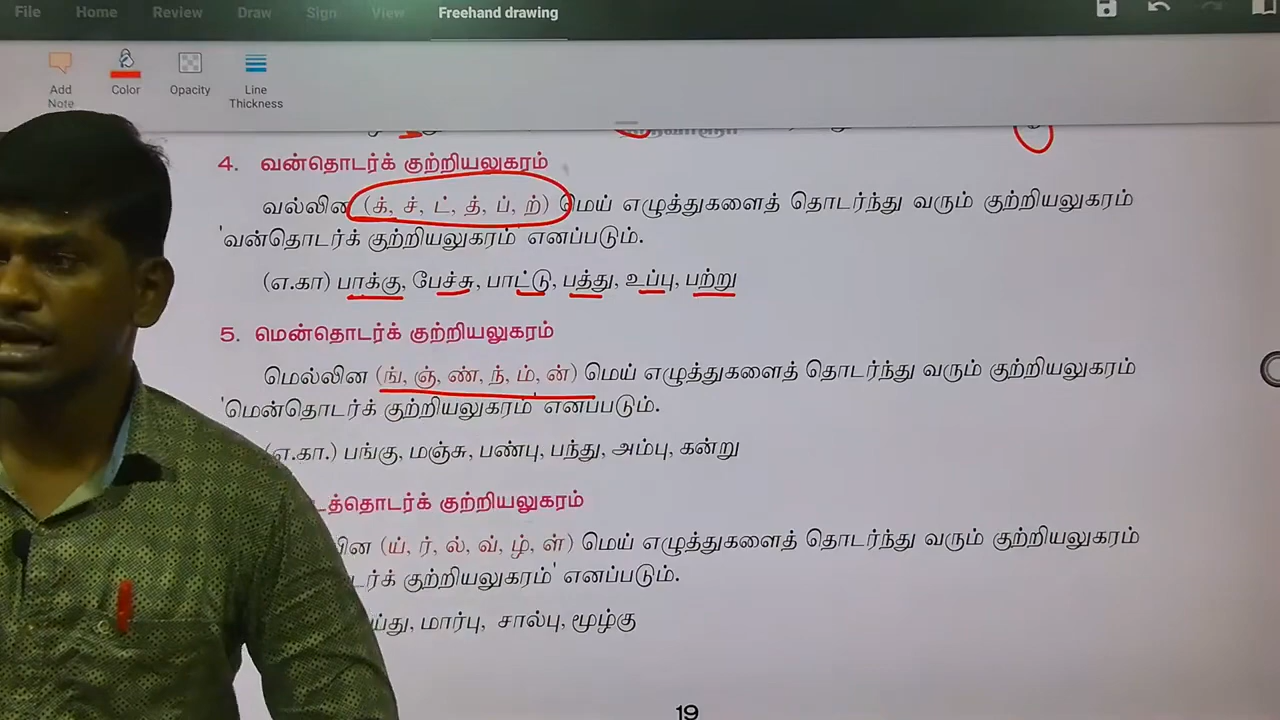 File Home Review Draw Sign View Freehand drawing
Add Note Color Opacity Line Thickness
4. வன்தொடர்க் குற்றியலுகரம்
வல்லின (க், ச், ட், த், ப், ற்) மெய் எழுத்துகளைத் தொடர்ந்து வரும் குற்றியலுகரம்
'வன்தொடர்க் குற்றியலுகரம்' எனப்படும்.
(எ.கா) பாக்கு, பேச்சு, பாட்டு, பத்து, உப்பு, பற்று
5. மென்தொடர்க் குற்றியலுகரம்
மெல்லின (ங், ஞ், ண், ந், ம், ன்) மெய் எழுத்துகளைத் தொடர்ந்து வரும் குற்றியலுகரம்
'மென்தொடர்க் குற்றியலுகரம்' எனப்படும்.
(எ.கா.) பங்கு, மஞ்சு, பண்பு, பந்து, அம்பு, கன்று
டத்தொடர்க் குற்றியலுகரம்
யின (ய், ர், ல், வ், ழ், ள்) மெய் எழுத்துகளைத் தொடர்ந்து வரும் குற்றியலுகரம்
டர்க் குற்றியலுகரம்' எனப்படும்.
ய்து, மார்பு, சால்பு, மூழ்கு
19